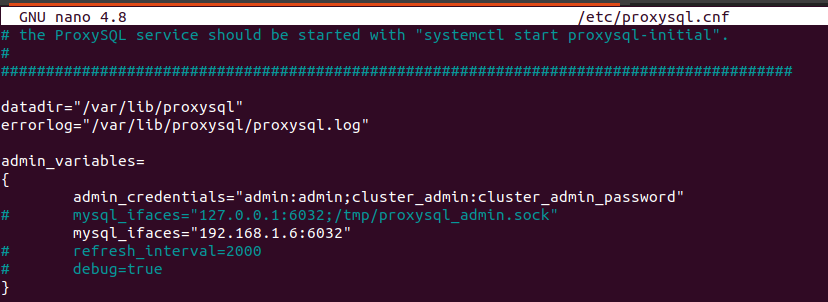 GNU nano 4.8 /etc/proxysql.cnf
# the ProxySQL service should be started with "systemctl start proxysql-initial".
#
########################################################################################
datadir="/var/lib/proxysql"
errorlog="/var/lib/proxysql/proxysql.log"
admin_variables=
{
admin_credentials="admin:admin;cluster_admin:cluster_admin_password"
# mysql_ifaces="127.0.0.1:6032;/tmp/proxysql_admin.sock"
mysql_ifaces="192.168.1.6:6032"
# refresh_interval=2000
# debug=true
}